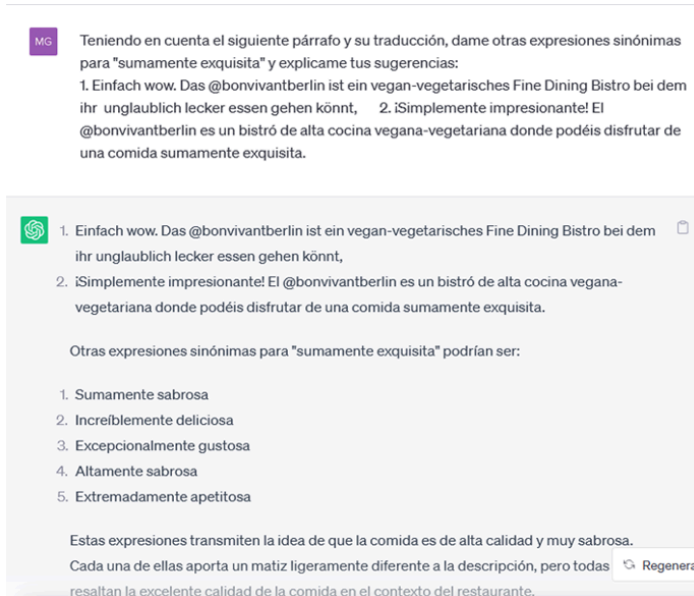 MG
Teniendo en cuenta el siguiente párrafo y su traducción, dame otras expresiones sinónimas
para "sumamente exquisita" y explicame tus sugerencias:
1. Einfach wow. Das @bonvivantberlin ist ein vegan-vegetarisches Fine Dining Bistro bei dem
ihr unglaublich lecker essen gehen könnt, 2. ¡Simplemente impresionante! El
@bonvivantberlin es un bistró de alta cocina vegana-vegetariana donde podéis disfrutar de
una comida sumamente exquisita.
1. Einfach wow. Das @bonvivantberlin ist ein vegan-vegetarisches Fine Dining Bistro bei dem
ihr unglaublich lecker essen gehen könnt,
2. ¡Simplemente impresionante! El @bonvivantberlin es un bistró de alta cocina vegana-
vegetariana donde podéis disfrutar de una comida sumamente exquisita.
Otras expresiones sinónimas para "sumamente exquisita" podrían ser:
1. Sumamente sabrosa
2. Increíblemente deliciosa
3. Excepcionalmente gustosa
4. Altamente sabrosa
5. Extremadamente apetitosa
Estas expresiones transmiten la idea de que la comida es de alta calidad y muy sabrosa.
Cada una de ellas aporta un matiz ligeramente diferente a la descripción, pero todas
Regenera
resaltan la excelente calidad de la comida en el contexto del restaurante.